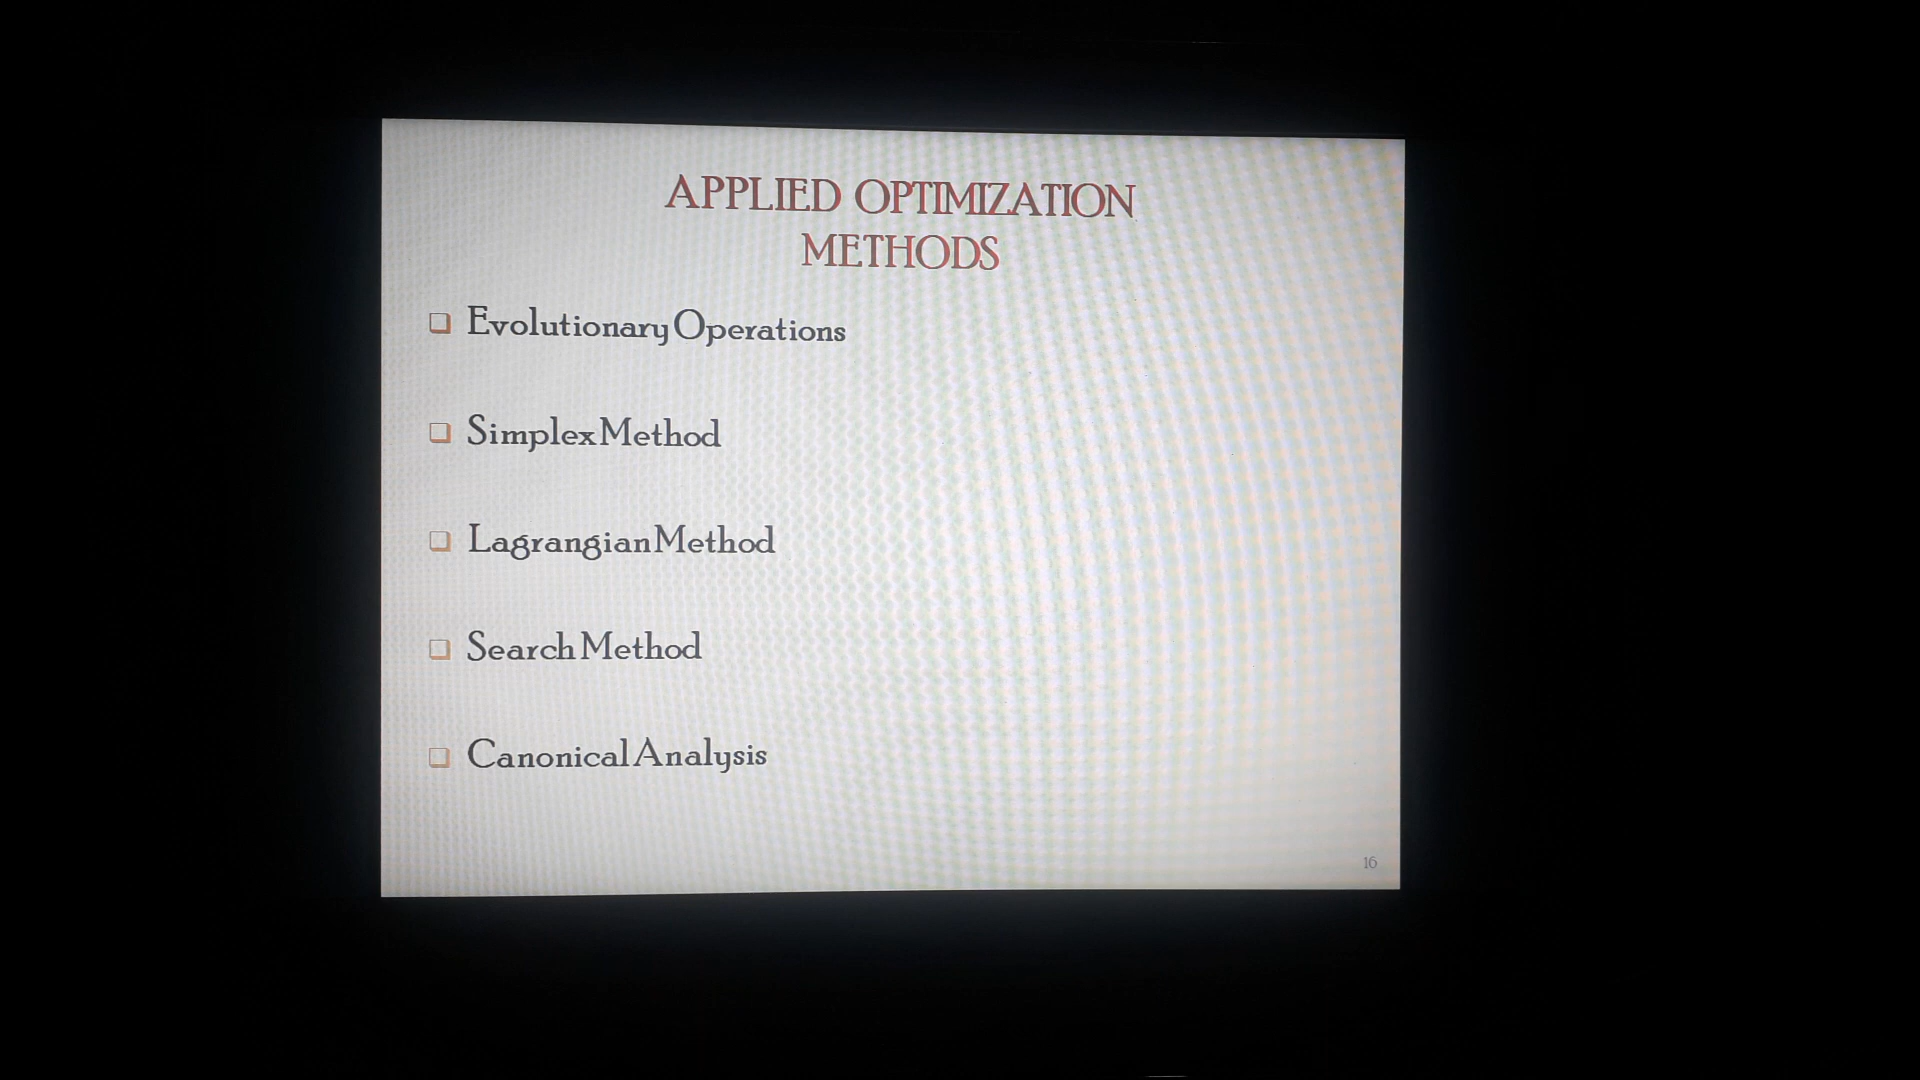 APPLIED OPTIMIZATION
METHODS
Evolutionary Operations
Simplex Method
Lagrangian Method
Search Method
Canonical Analysis
16